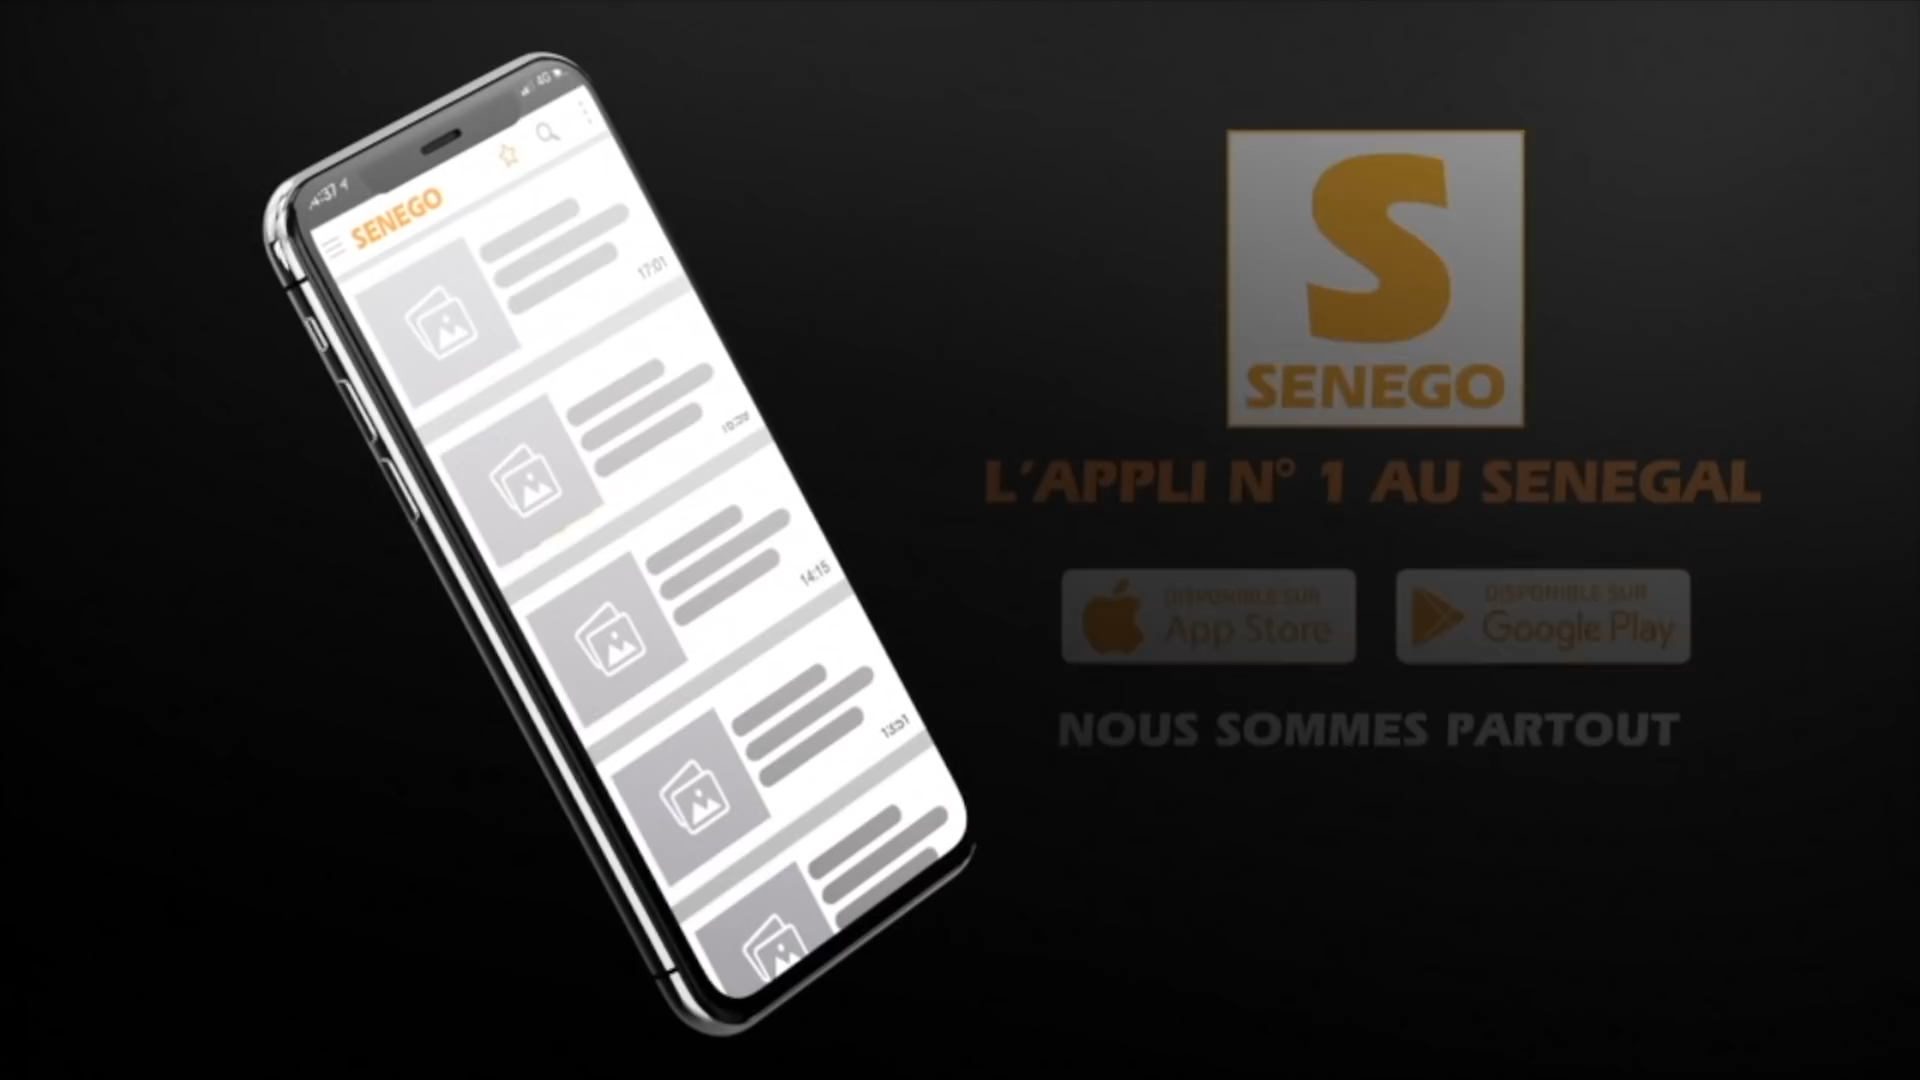 4G
SENEGO
17:01
14:15
S
SENEGO
L'APPLI N° 1 AU SENEGAL
DISPONIBLE SUR
App Store
DISPONIBLE SUR
Google Play
NOUS SOMMES PARTOUT